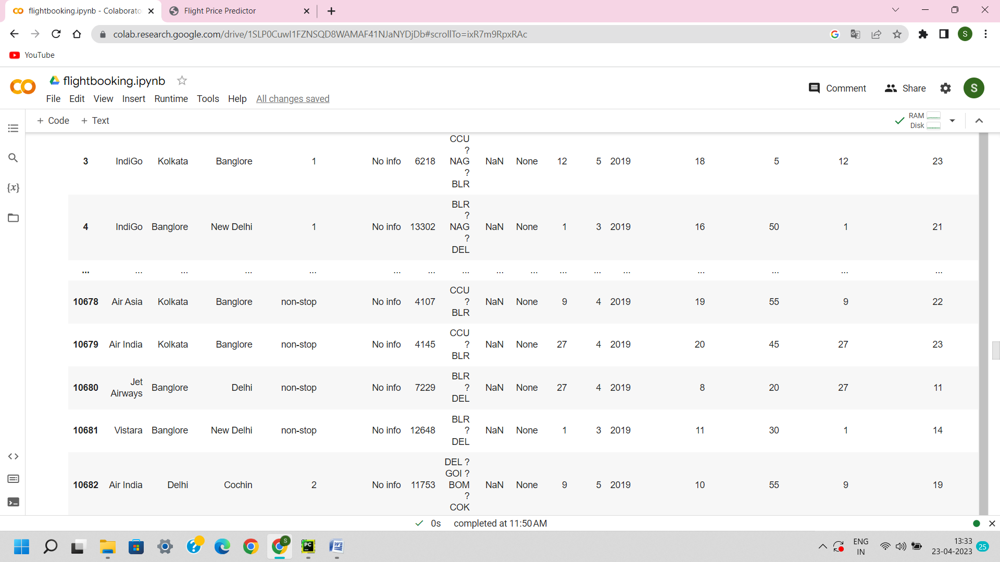 flightbooking.ipynb - Colaborato
Flight Price Predictor
colab.research.google.com/drive/1SLP0CuwI1FZNSQD8WAMAF41NJaNYDjDb#scrollTo=ixR7m9RpxRAc
S
YouTube
flightbooking.ipynb
File Edit View Insert Runtime Tools Help All changes saved
Comment Share S
+ Code + Text
RAM
Disk
{x}
CCU
?
NAG
?
BLR
3 IndiGo Kolkata Banglore 1 No info 6218 NaN None 12 5 2019 18 5 12 23
BLR
?
NAG
?
DEL
4 IndiGo Banglore New Delhi 1 No info 13302 NaN None 1 3 2019 16 50 1 21
... ... ... ... ... ... ... ... ... ... ... ... ... ... ... ... ...
CCU
?
BLR
10678 Air Asia Kolkata Banglore non-stop No info 4107 NaN None 9 4 2019 19 55 9 22
CCU
?
BLR
10679 Air India Kolkata Banglore non-stop No info 4145 NaN None 27 4 2019 20 45 27 23
BLR
?
DEL
10680 Jet
Airways Banglore Delhi non-stop No info 7229 NaN None 27 4 2019 8 20 27 11
BLR
?
DEL
10681 Vistara Banglore New Delhi non-stop No info 12648 NaN None 1 3 2019 11 30 1 14
DEL ?
GOI ?
BOM
?
COK
10682 Air India Delhi Cochin 2 No info 11753 NaN None 9 5 2019 10 55 9 19
0s completed at 11:50 AM
S
PC
ENG
IN
13:33
23-04-2023
25